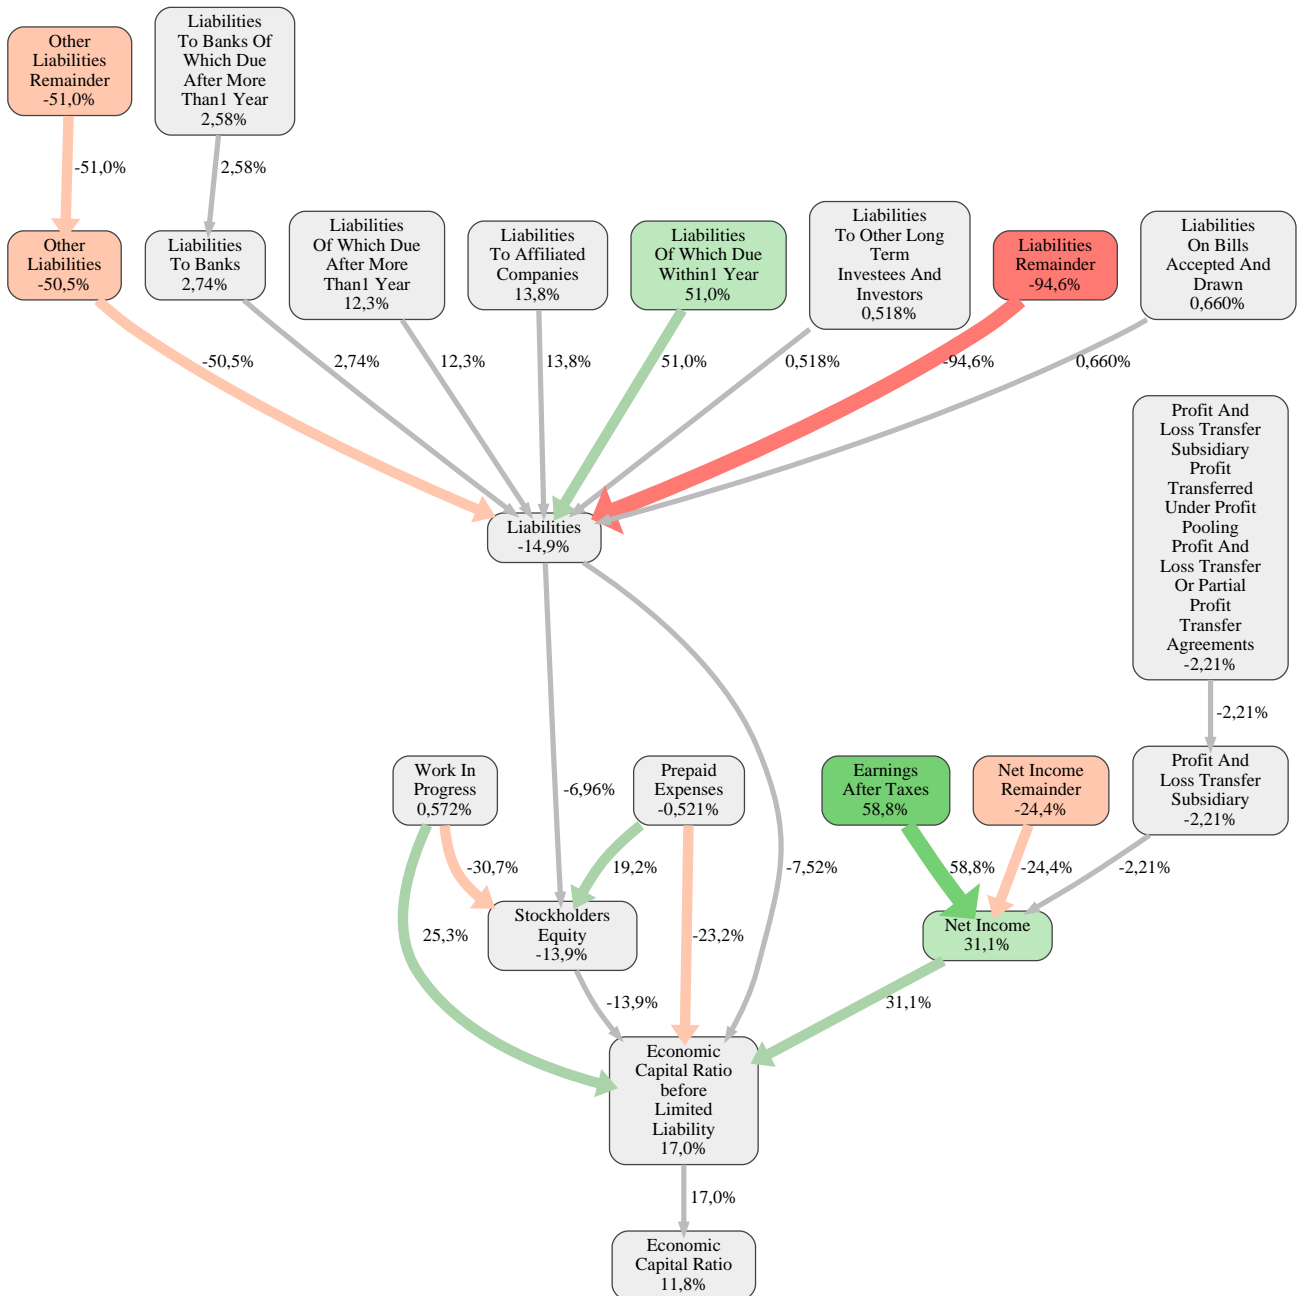 Other
Liabilities
Remainder
-51,0%
Liabilities
To Banks Of
Which Due
After More
Than1 Year
2,58%
-51,0%
2,58%
Other
Liabilities
-50,5%
Liabilities
To Banks
2,74%
Liabilities
Of Which Due
After More
Than1 Year
12,3%
Liabilities
To Affiliated
Companies
13,8%
Liabilities
Of Which Due
Within1 Year
51,0%
Liabilities
To Other Long
Term
Investees And
Investors
0,518%
Liabilities
Remainder
-94,6%
Liabilities
On Bills
Accepted And
Drawn
0,660%
-50,5%
2,74%
12,3%
13,8%
51,0%
0,518%
-94,6%
0,660%
Profit And
Loss Transfer
Subsidiary
Profit
Transferred
Under Profit
Pooling
Profit And
Loss Transfer
Or Partial
Profit
Transfer
Agreements
-2,21%
Liabilities
-14,9%
-2,21%
Work In
Progress
0,572%
-6,96%
Prepaid
Expenses
-0,521%
Earnings
After Taxes
58,8%
Net Income
Remainder
-24,4%
Profit And
Loss Transfer
Subsidiary
-2,21%
-30,7%
19,2%
-7,52%
58,8%
-24,4%
-2,21%
25,3%
Stockholders
Equity
-13,9%
-23,2%
Net Income
31,1%
-13,9%
31,1%
Economic
Capital Ratio
before
Limited
Liability
17,0%
17,0%
Economic
Capital Ratio
11,8%